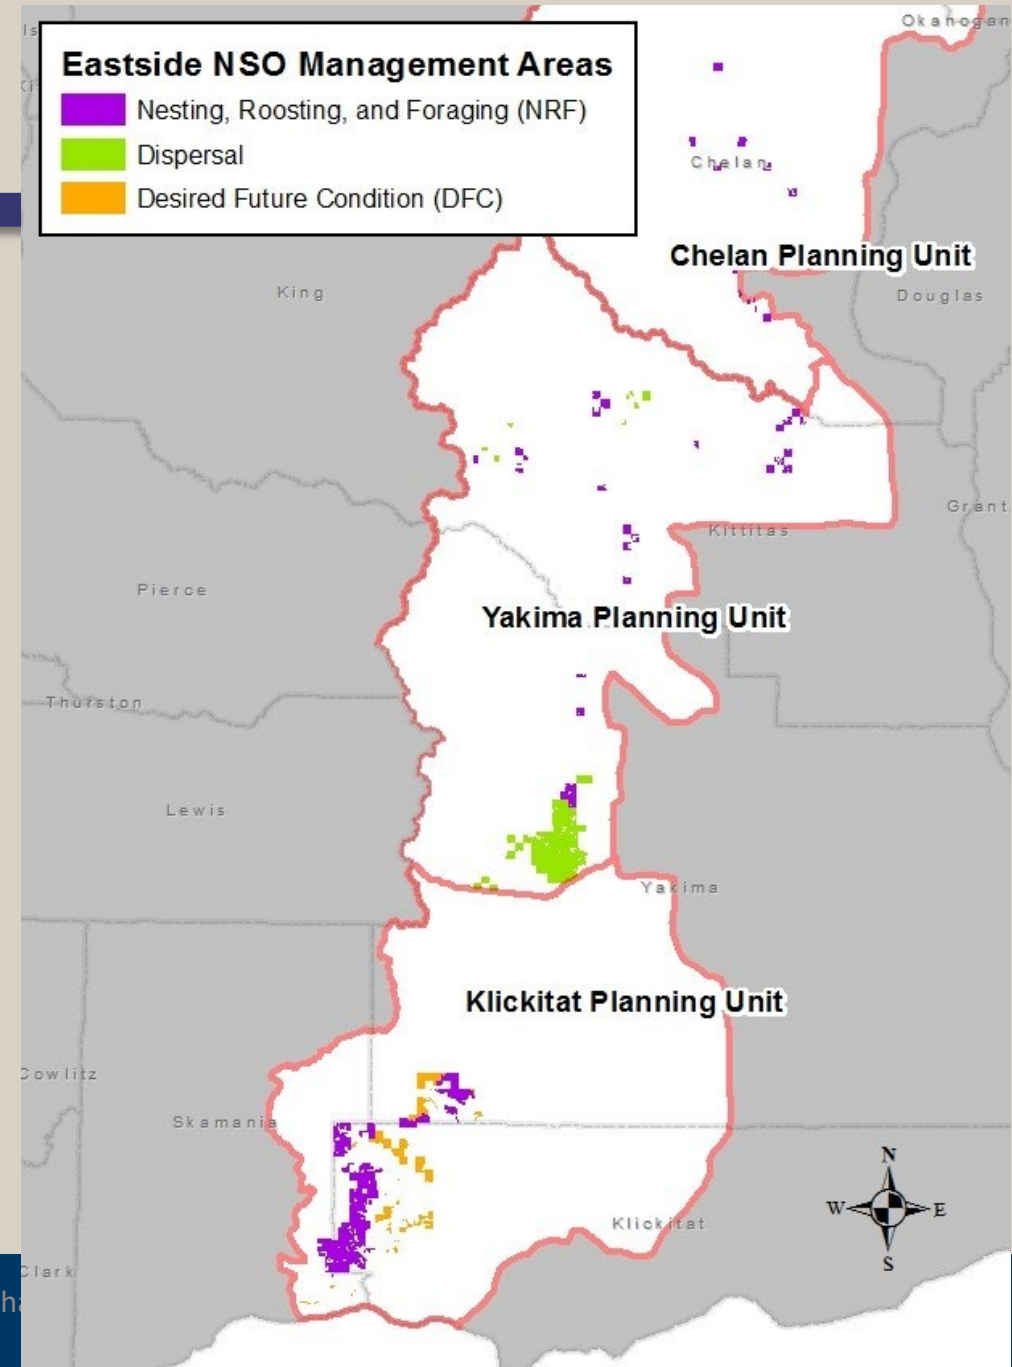 Okanogan
Eastside NSO Management Areas
Nesting, Roosting, and Foraging (NRF)
Dispersal
Desired Future Condition (DFC)
Chelan
Chelan Planning Unit
King
Douglas
Grant
Kittitas
Pierce
Yakima Planning Unit
Thurston
Lewis
Yakima
Klickitat Planning Unit
Cowlitz
Skamania
N
W
E
S
Klickitat
Clark